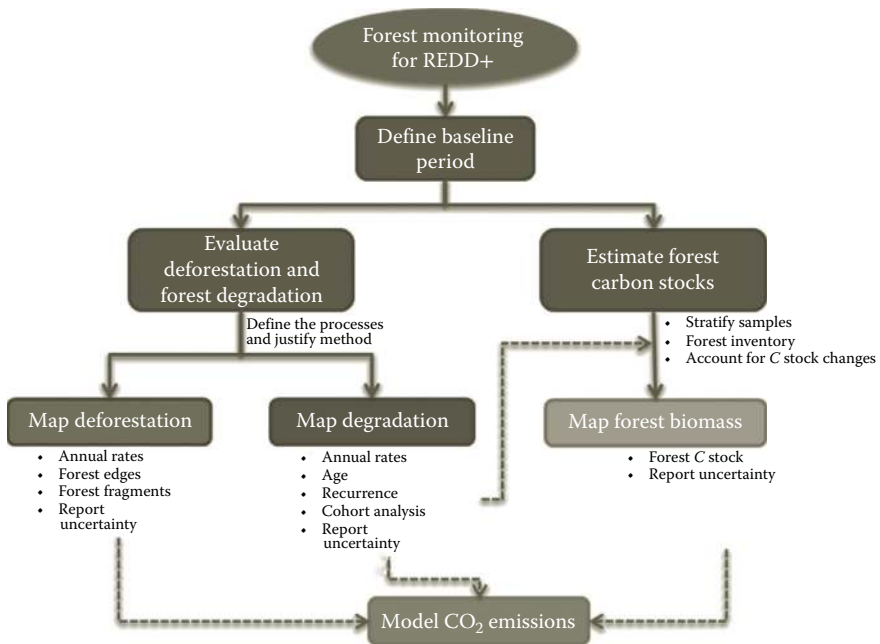 Forest monitoring
for REDD+
Define baseline
period
Evaluate
deforestation and
forest degradation
Estimate forest
carbon stocks
Define the processes
and justify method
• Stratify samples
• Forest inventory
• Account for C stock changes
Map deforestation
Map degradation
Map forest biomass
• Annual rates
• Forest edges
• Forest fragments
• Report
uncertainty
• Annual rates
• Age
• Recurrence
• Cohort analysis
• Report
uncertainty
• Forest C stock
• Report uncertainty
Model CO₂ emissions